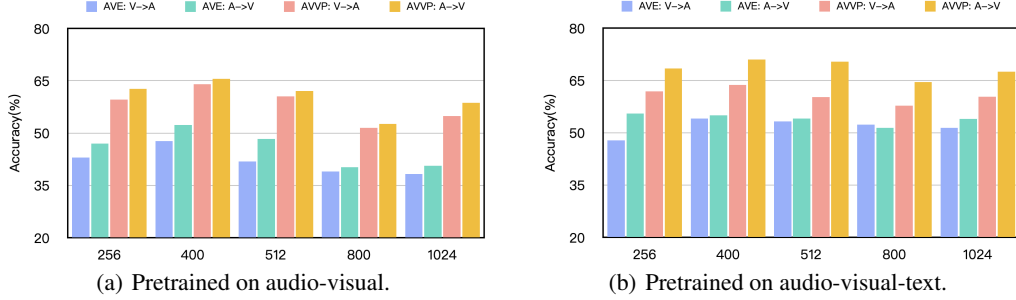 AVE: V->A AVE: A->V AVVP: V->A AVVP: A->V
80
65
50
35
20
Accuracy(%)
256 400 512 800 1024
(a) Pretrained on audio-visual.
AVE: V->A AVE: A->V AVVP: V->A AVVP: A->V
80
65
50
35
20
Accuracy(%)
256 400 512 800 1024
(b) Pretrained on audio-visual-text.